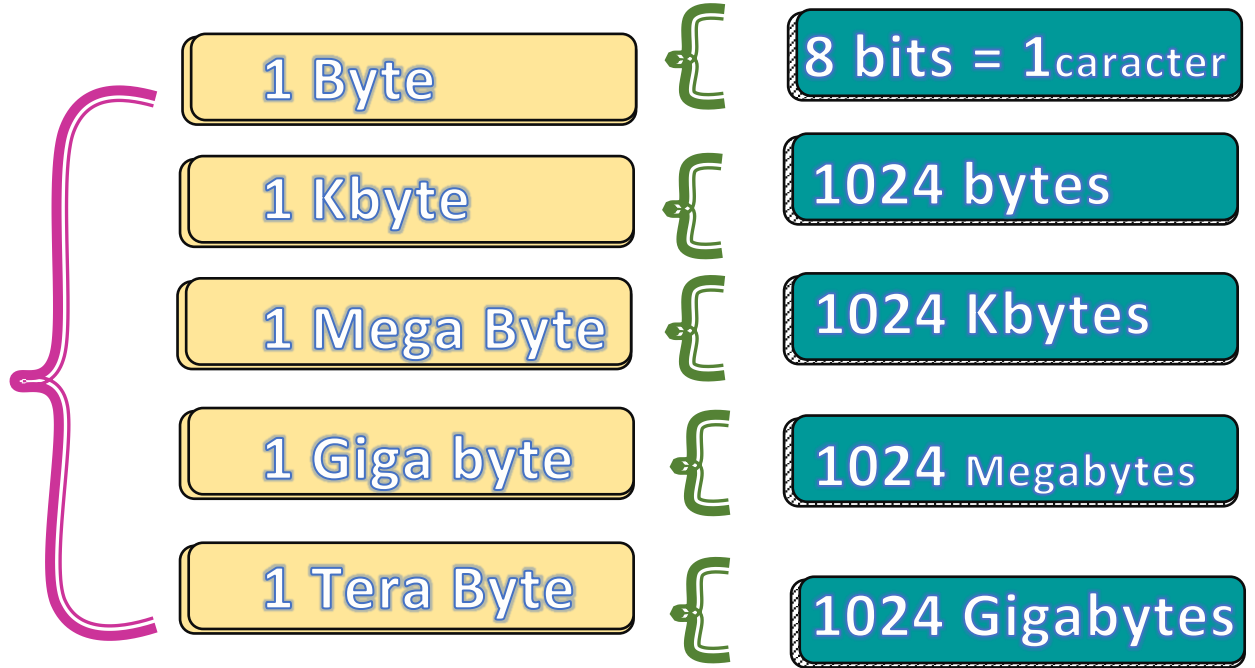 1 Byte
8 bits = 1caracter
1 Kbyte
1024 bytes
1 Mega Byte
1024 Kbytes
1 Giga byte
1024 Megabytes
1 Tera Byte
1024 Gigabytes